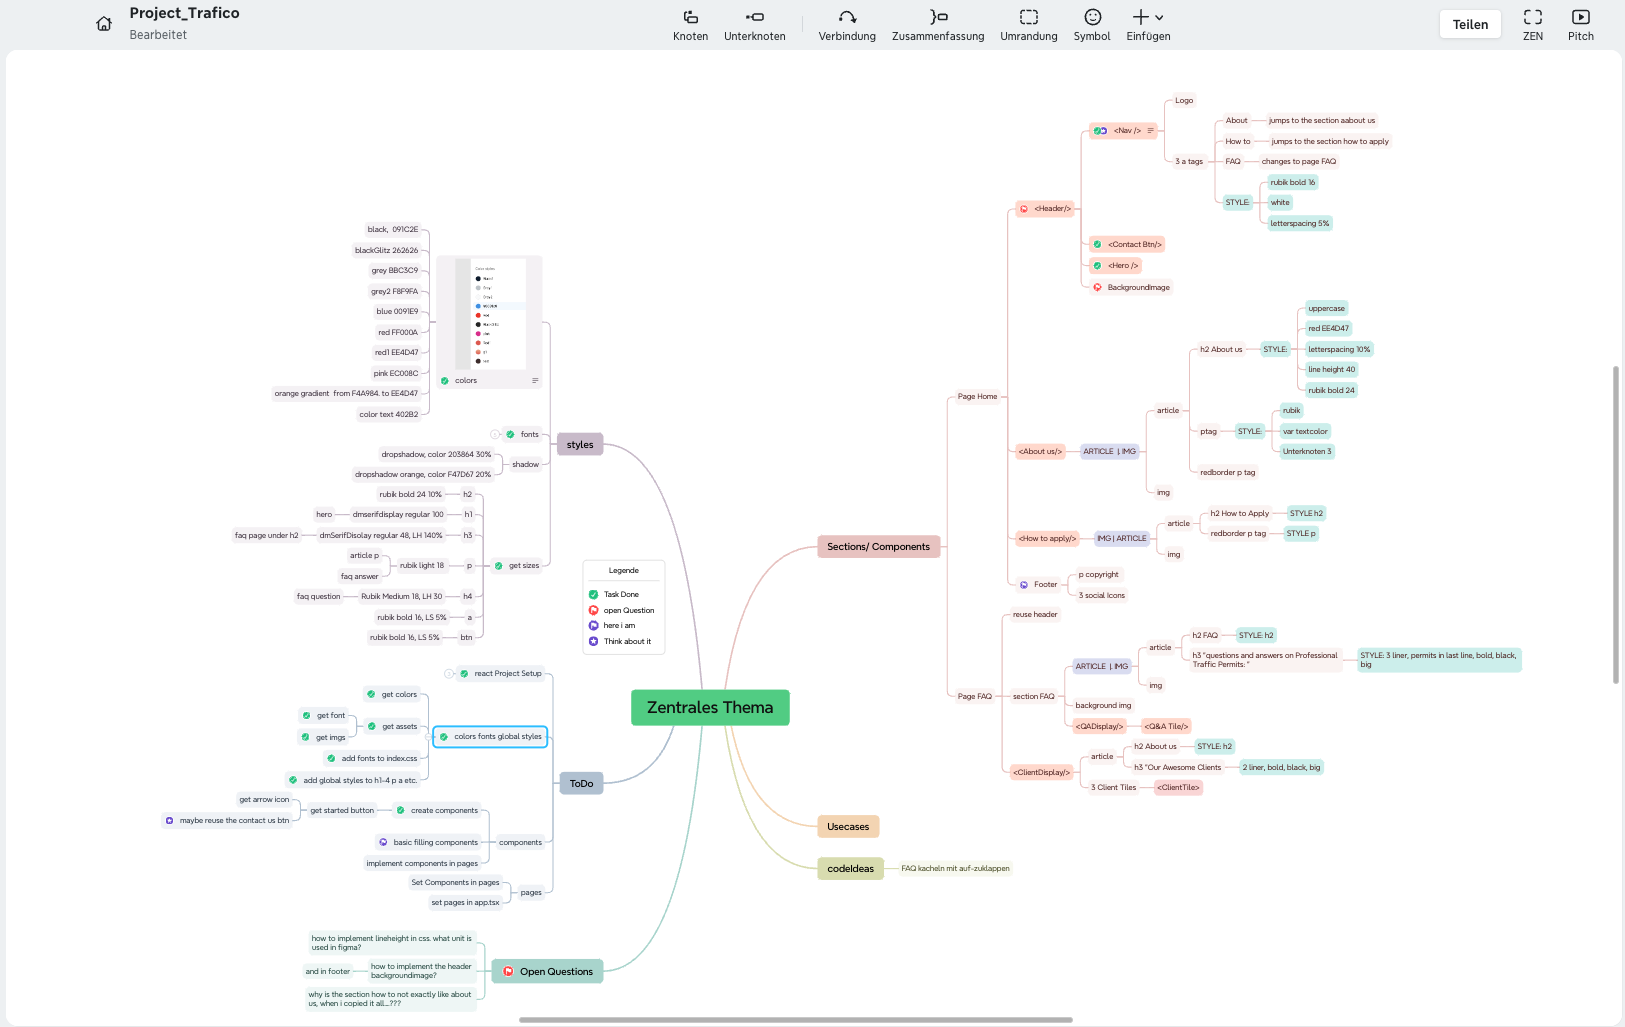 Project_Trafico
Bearbeitet
Knoten
Unterknoten
Verbindung
Zusammenfassung
Umrandung
Symbol
Einfügen
Teilen
ZEN
Pitch
Zentrales Thema
styles
colors
black, 091C2E
blackGlitz 262626
grey BBC3C9
grey2 F8F9FA
blue 0091E9
red FF000A
red1 EE4D47
pink EC008C
orange gradient from F4A984. to EE4D47
color text 402B2
fonts
shadow
dropshadow, color 203864 30%
dropshadow orange, color F47D67 20%
get sizes
h2
rubik bold 24 10%
h1
dmserifdisplay regular 100
hero
h3
dmSerifDisolay regular 48, LH 140%
faq page under h2
p
rubik light 18
article p
faq answer
h4
Rubik Medium 18, LH 30
faq question
a
rubik bold 16, LS 5%
btn
rubik bold 16, LS 5%
Legende
Task Done
open Question
here i am
Think about it
ToDo
react Project Setup
colors fonts global styles
get colors
get assets
get font
get imgs
add fonts to index.css
add global styles to h1-4 p a etc.
components
create components
get started button
get arrow icon
maybe reuse the contact us btn
basic filling components
implement components in pages
pages
Set Components in pages
set pages in app.tsx
Open Questions
how to implement lineheight in css. what unit is
used in figma?
how to implement the header
backgroundimage?
and in footer
why is the section how to not exactly like about
us, when i copied it all...???
Sections/ Components
Page Home
<Header/>
<Nav />
Logo
3 a tags
About
jumps to the section aabout us
How to
jumps to the section how to apply
FAQ
changes to page FAQ
STYLE:
rubik bold 16
white
letterspacing 5%
<Contact Btn/>
<Hero />
BackgroundImage
<About us/>
ARTICLE | IMG
article
h2 About us
STYLE:
uppercase
red EE4D47
letterspacing 10%
line height 40
rubik bold 24
ptag
STYLE:
rubik
var textcolor
Unterknoten 3
redborder p tag
img
<How to apply/>
IMG | ARTICLE
article
h2 How to Apply
STYLE h2
redborder p tag
STYLE p
img
Footer
p copyright
3 social Icons
Page FAQ
reuse header
section FAQ
ARTICLE | IMG
article
h2 FAQ
STYLE: h2
h3 "questions and answers on Professional
Traffic Permits: "
STYLE: 3 liner, permits in last line, bold, black,
big
img
background img
<QADisplay/>
<Q&A Tile/>
<ClientDisplay/>
article
h2 About us
STYLE: h2
h3 "Our Awesome Clients
2 liner, bold, black, big
3 Client Tiles
<ClientTile>
Usecases
codeIdeas
FAQ kacheln mit auf-zuklappen